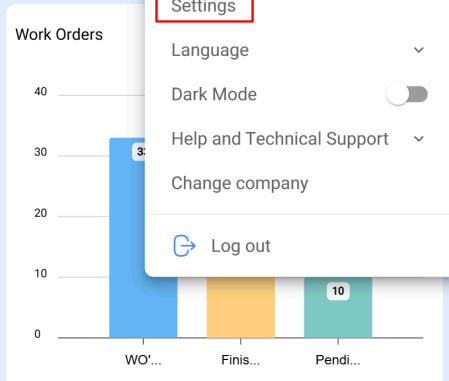 Settings
Work Orders
Language
40
Dark Mode
30
Help and Technical Support
Change company
20
Log out
10
10
0
WO'...
Finis...
Pendi...